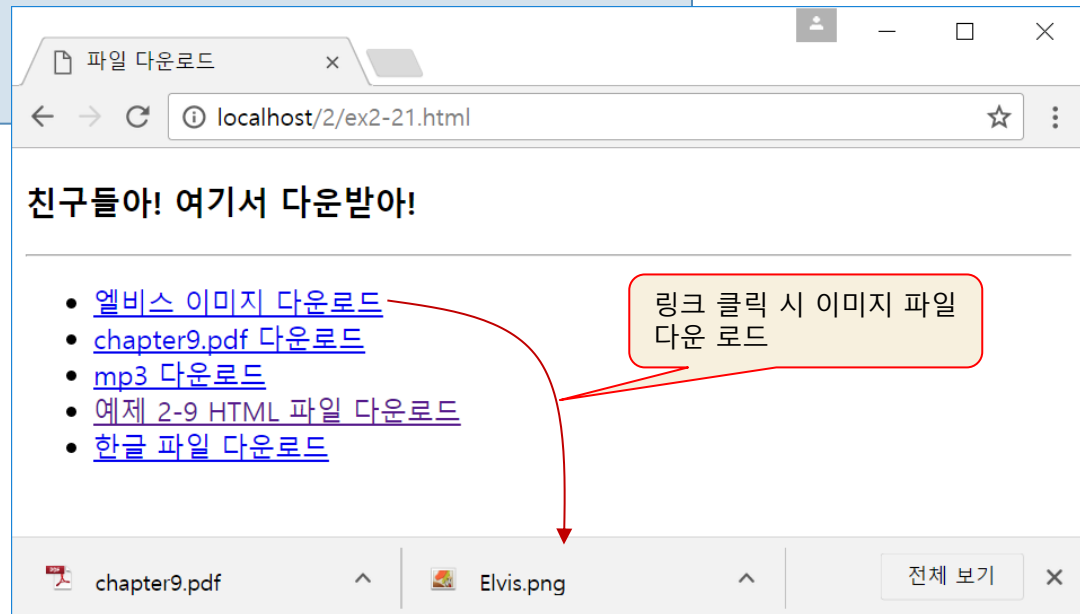 파일 다운로드
localhost/2/ex2-21.html
친구들아! 여기서 다운받아!
엘비스 이미지 다운로드
chapter9.pdf 다운로드
mp3 다운로드
예제 2-9 HTML 파일 다운로드
한글 파일 다운로드
링크 클릭 시 이미지 파일
다운 로드
chapter9.pdf
Elvis.png
전체 보기